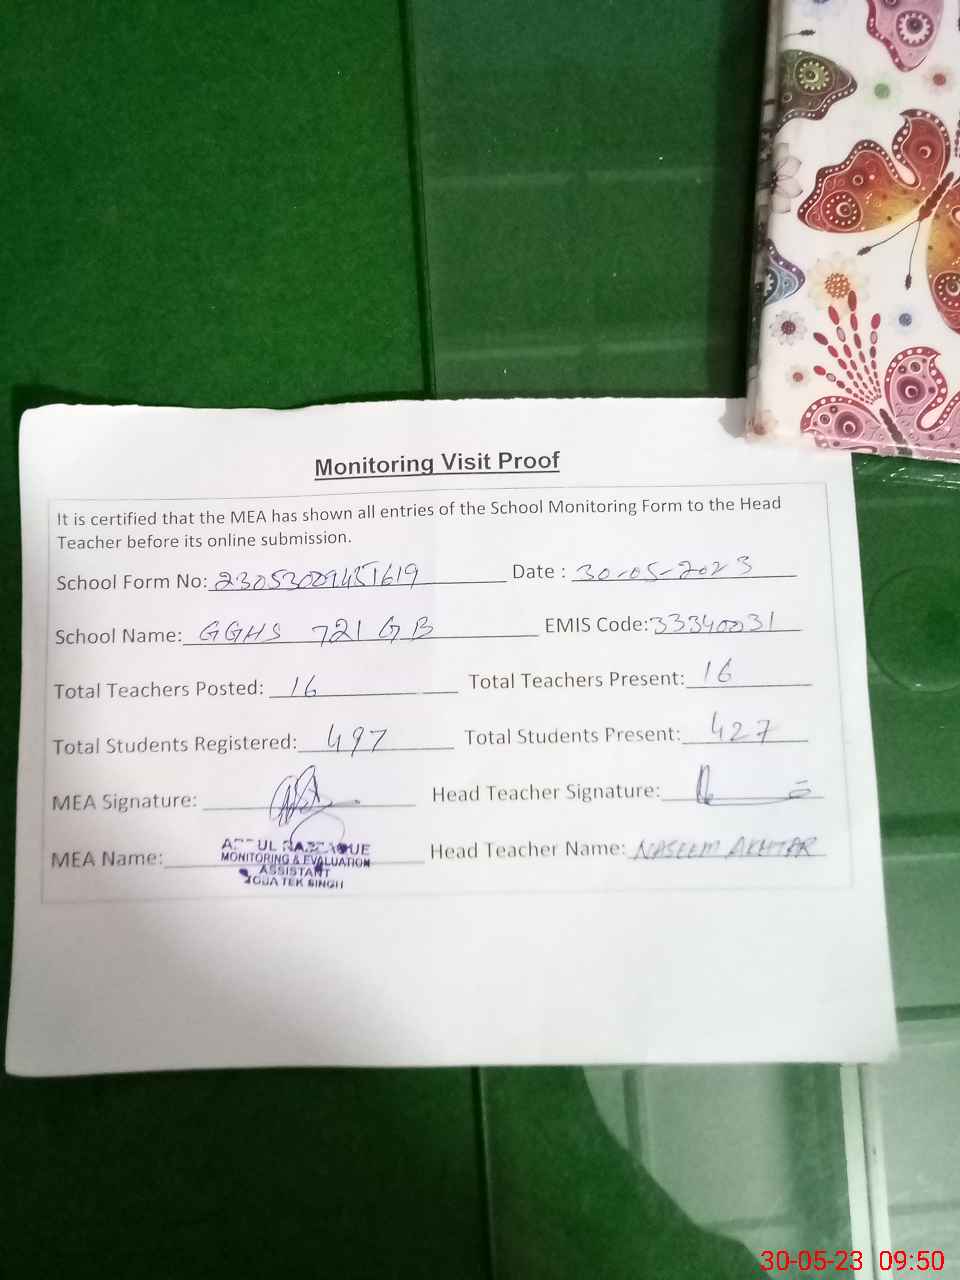 Monitoring Visit Proof
It is certified that the MEA has shown all entries of the School Monitoring Form to the Head
Teacher before its online submission.
School Form No: 23053009451619 Date : 30-05-2023
School Name: GGHS 721 GB EMIS Code: 33340031
Total Teachers Posted: 16 Total Teachers Present: 16
Total Students Registered: 497 Total Students Present: 427
MEA Signature: Head Teacher Signature:
MEA Name: Head Teacher Name: NASEEM AKHTAR
MONITORING & EVALUATION
ASSISTANT
TEK SINGH
30-05-23 09:50